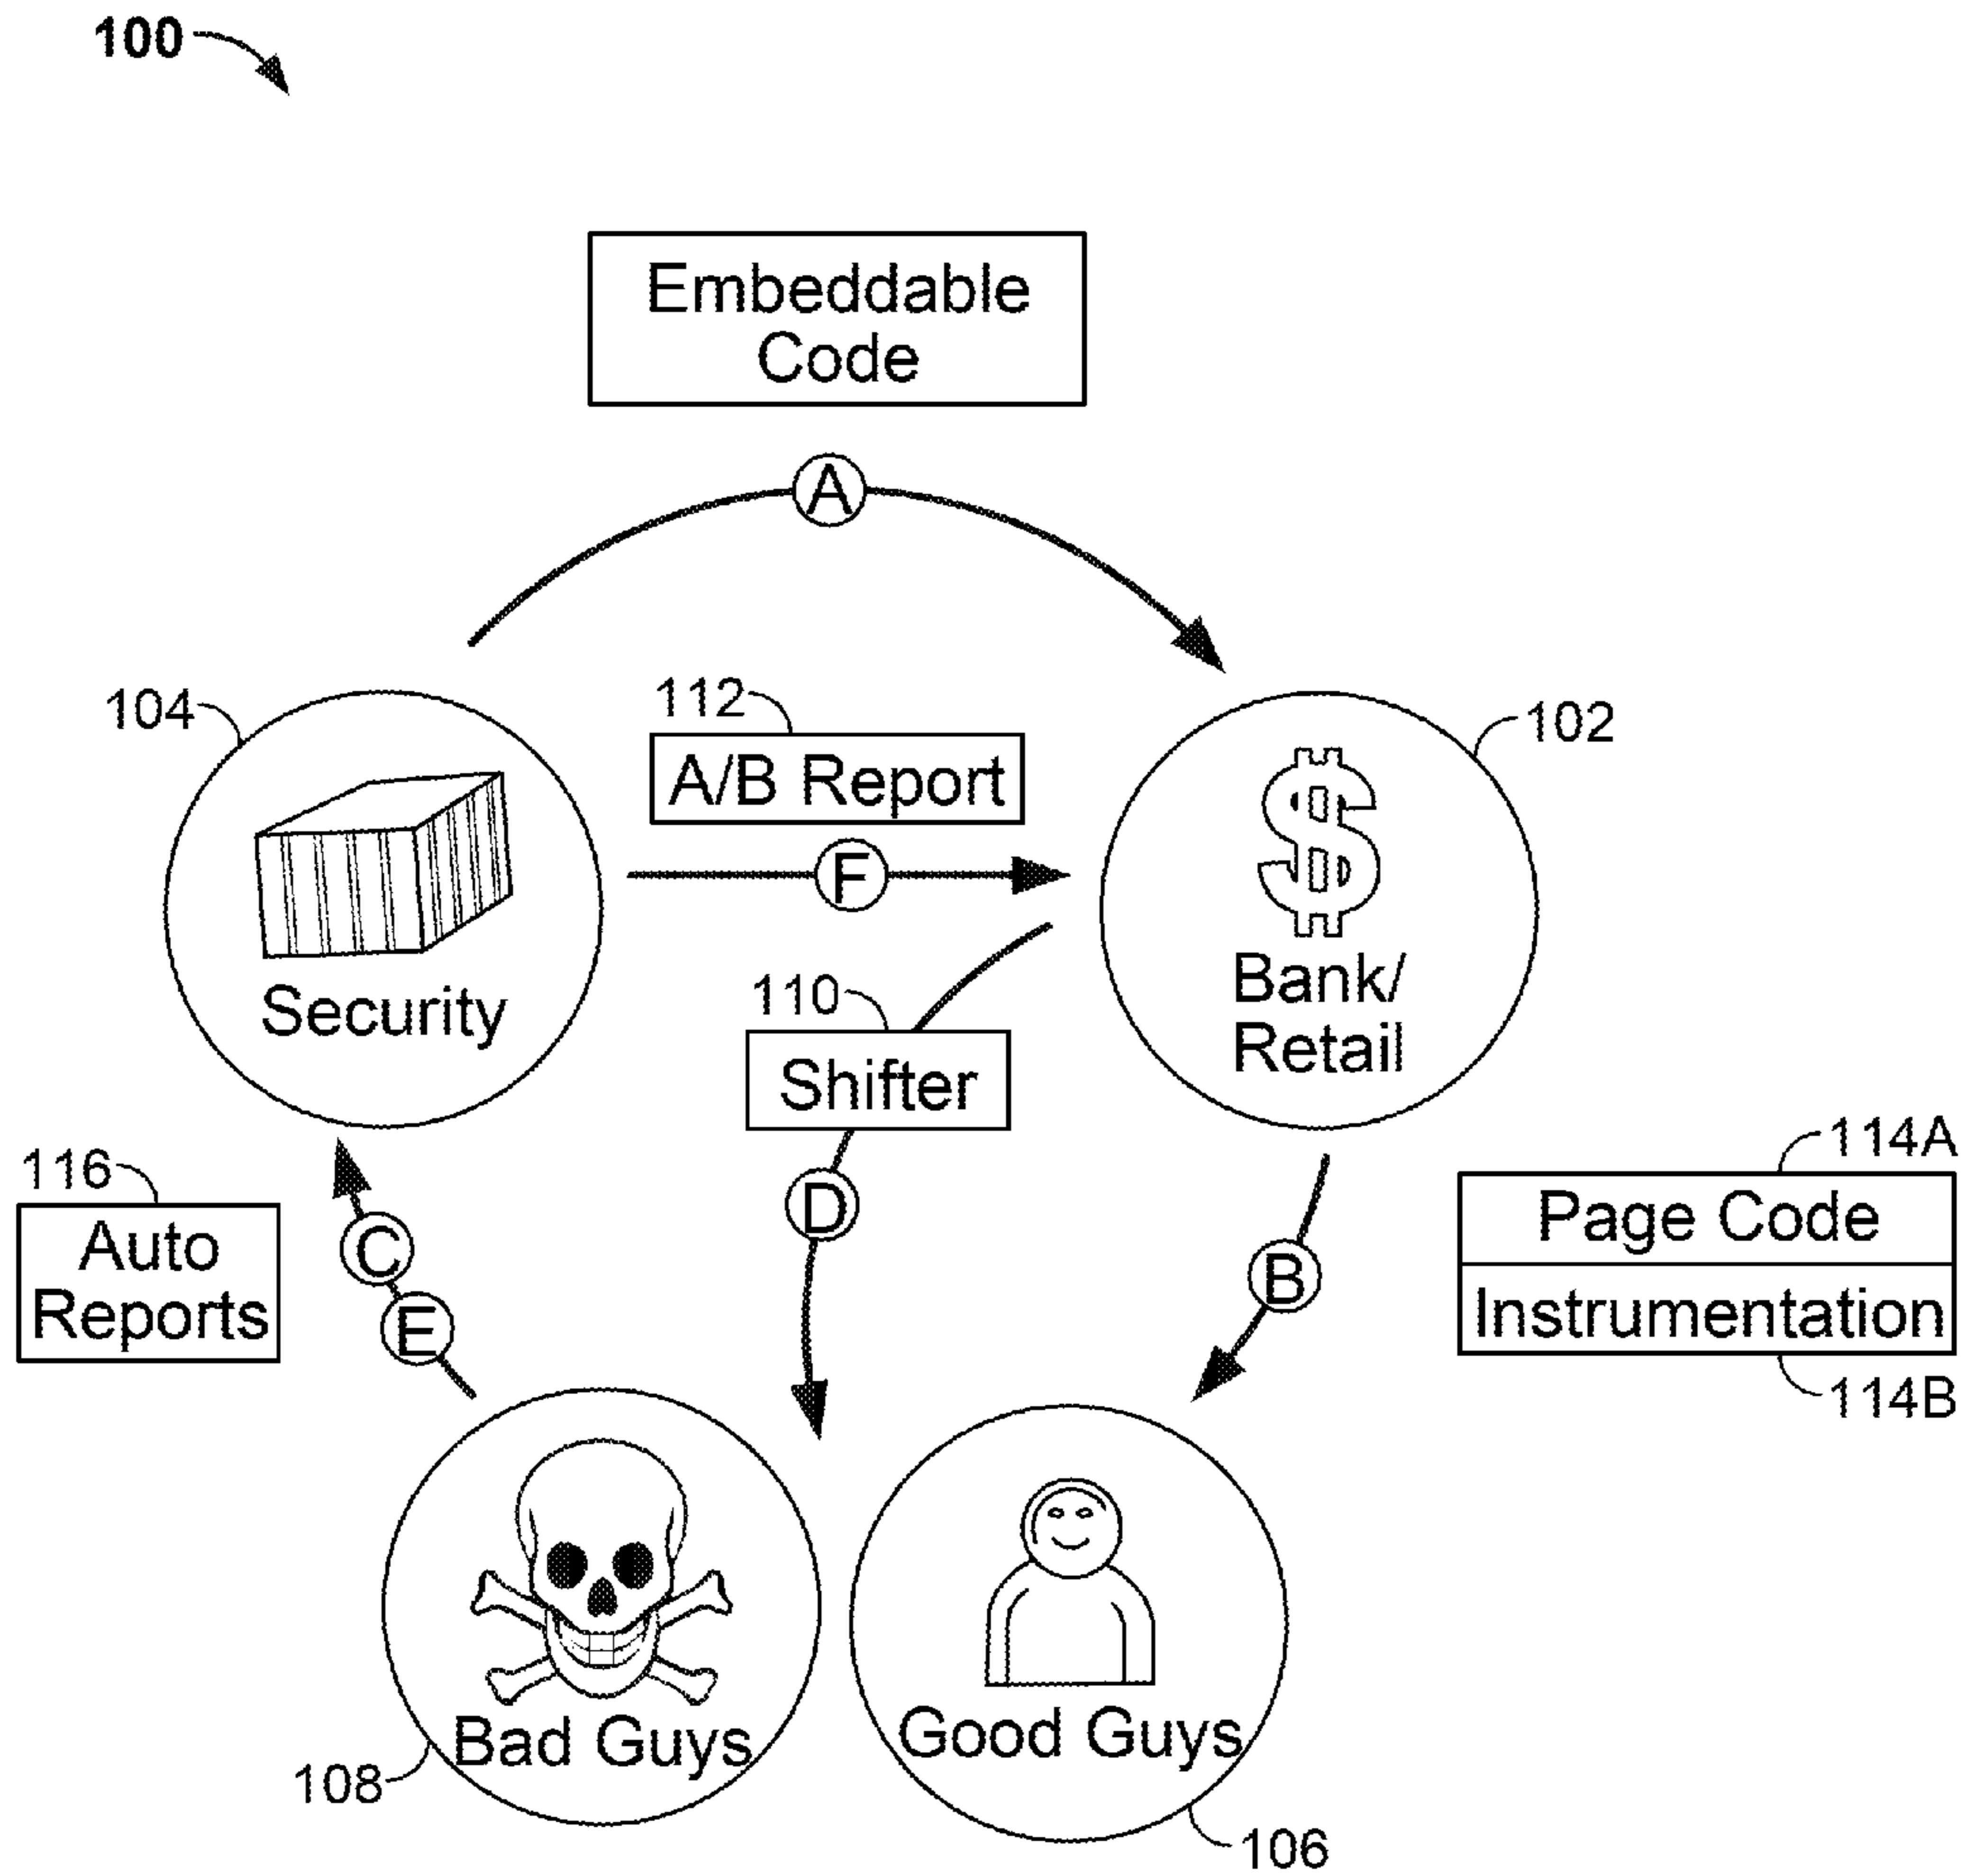 100
Embeddable
Code
A
104
112
102
A/B Report
F
$
Security
110
Bank/
Retail
Shifter
116
114A
Auto
Reports
C
D
Page Code
B
Instrumentation
E
114B
Bad Guys
Good Guys
108
106